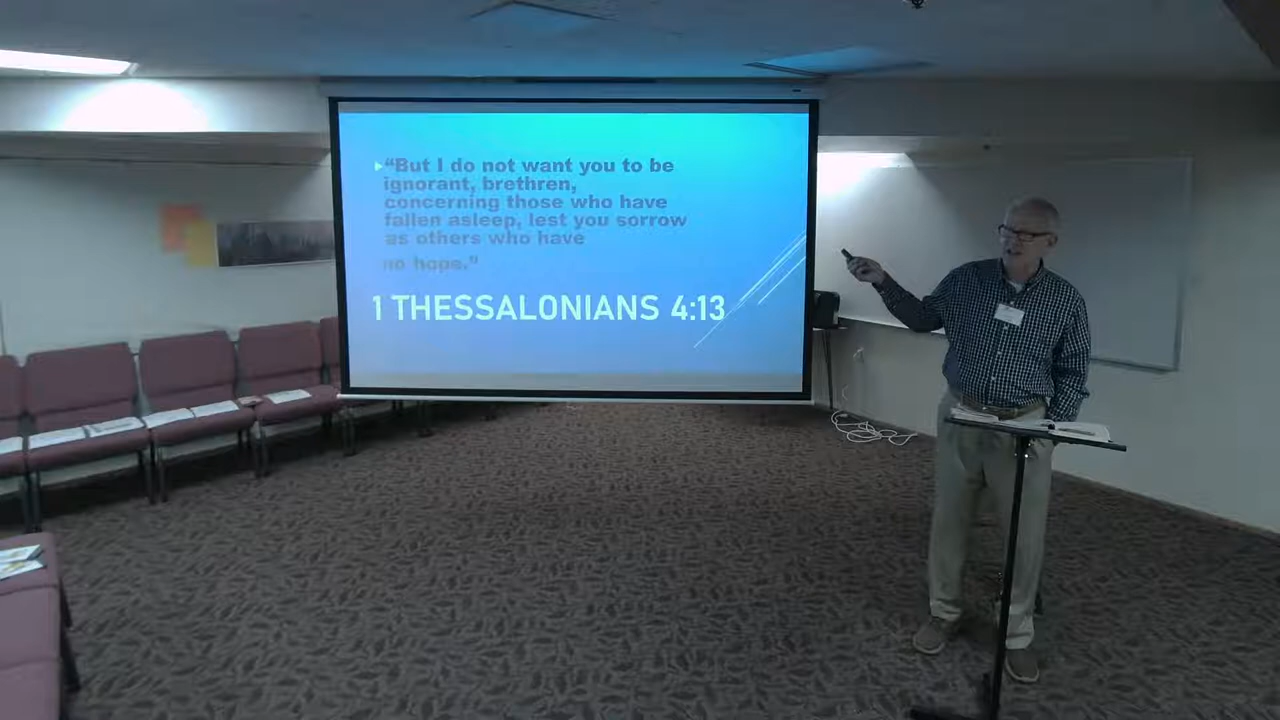 “But I do not want you to be
ignorant, brethren,
concerning those who have
fallen asleep, lest you sorrow
as others who have
no hope.”
1 THESSALONIANS 4:13